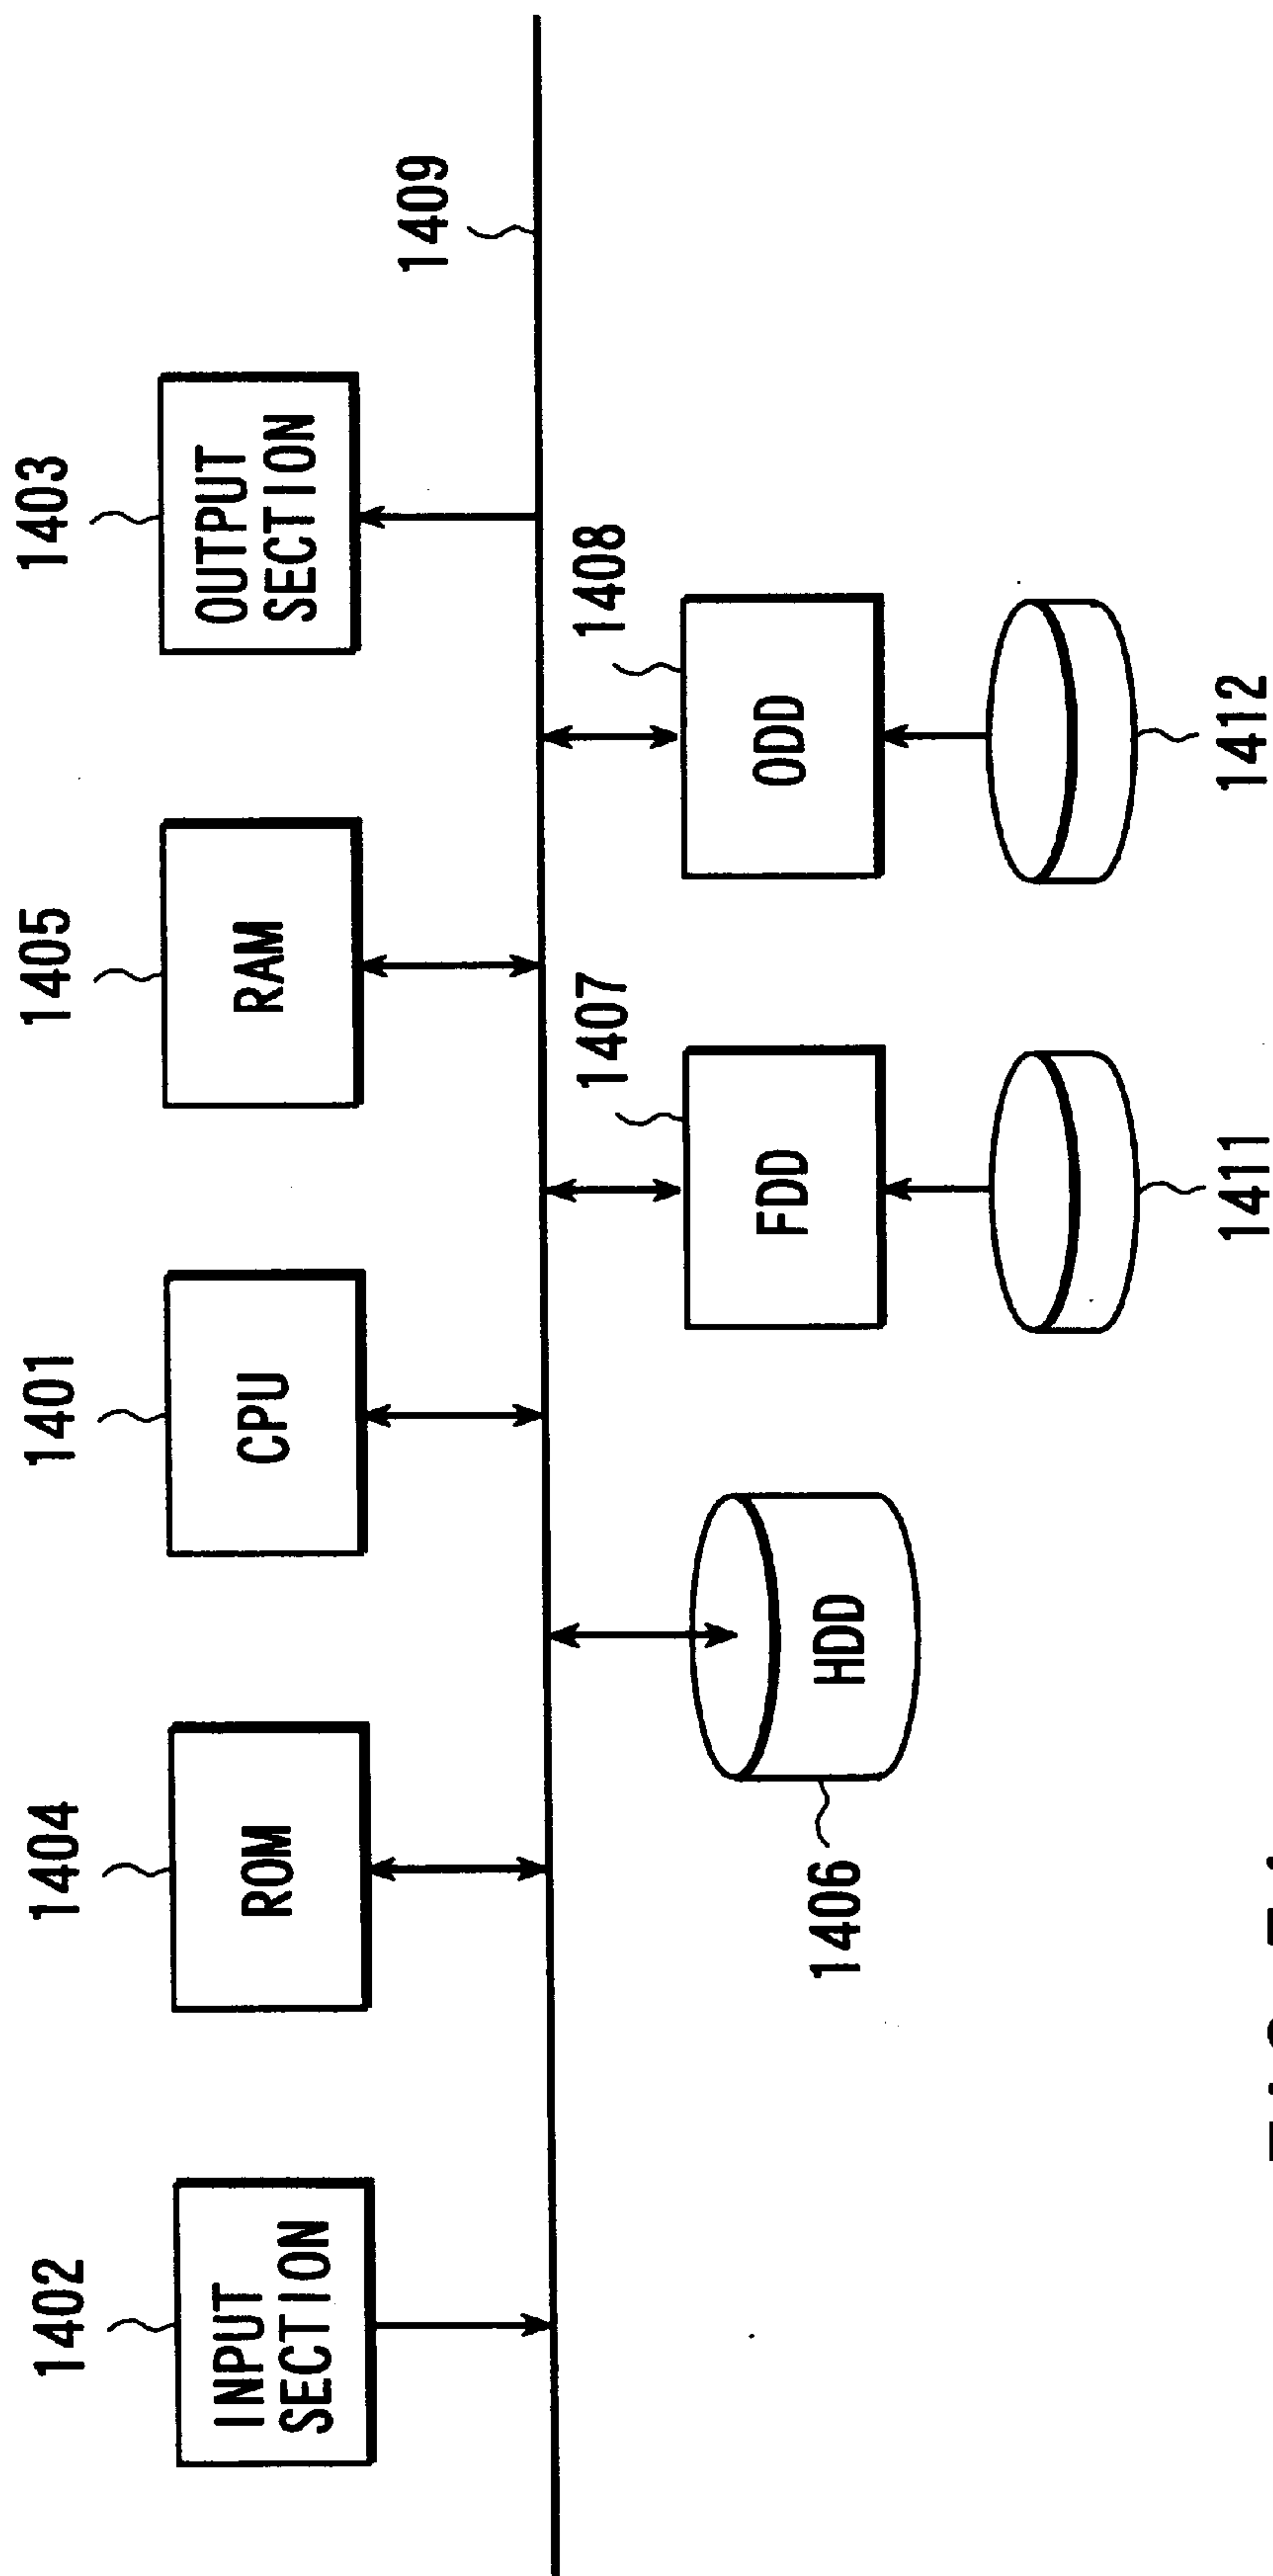 1402
1404
1401
1405
1403
INPUT
SECTION
ROM
CPU
RAM
OUTPUT
SECTION
1409
1406
HDD
1407
FDD
1408
ODD
1411
1412